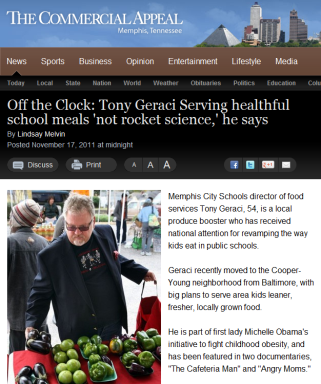 THE COMMERCIAL APPEAL
Memphis, Tennessee
News Sports Business Opinion Entertainment Lifestyle Media
Today Local State Nation World Weather Obituaries Politics Education
Off the Clock: Tony Geraci Serving healthful
school meals 'not rocket science,' he says
By Lindsay Melvin
Posted November 17, 2011 at midnight
Discuss Print A A A
Memphis City Schools director of food
services Tony Geraci, 54, is a local
produce booster who has received
national attention for revamping the way
kids eat in public schools.
Geraci recently moved to the Cooper-
Young neighborhood from Baltimore, with
big plans to serve area kids leaner,
fresher, locally grown food.
He is part of first lady Michelle Obama's
initiative to fight childhood obesity, and
has been featured in two documentaries,
"The Cafeteria Man" and "Angry Moms."